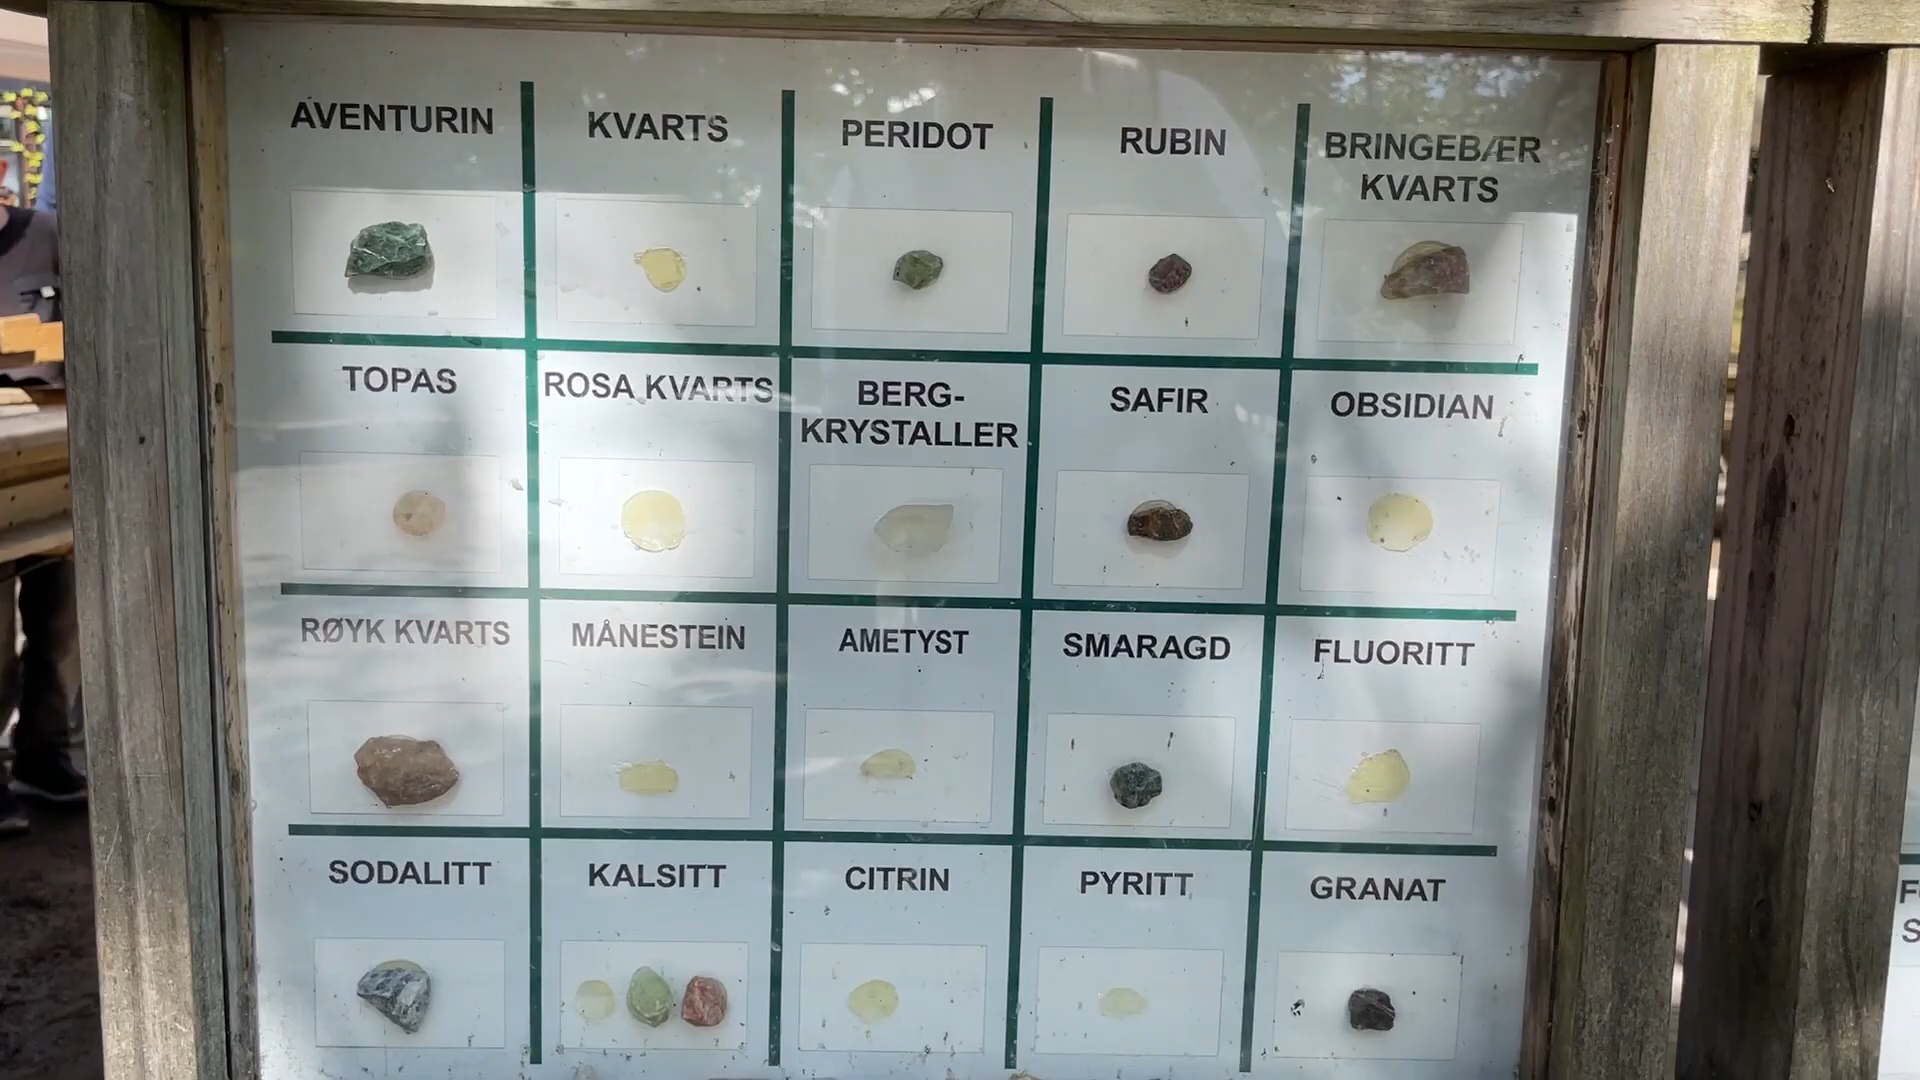 AVENTURIN
KVARTS
PERIDOT
RUBIN
BRINGEBÆR
KVARTS
TOPAS
ROSA KVARTS
BERG-
KRYSTALLER
SAFIR
OBSIDIAN
RØYK KVARTS
MÅNESTEIN
AMETYST
SMARAGD
FLUORITT
SODALITT
KALSITT
CITRIN
PYRITT
GRANAT